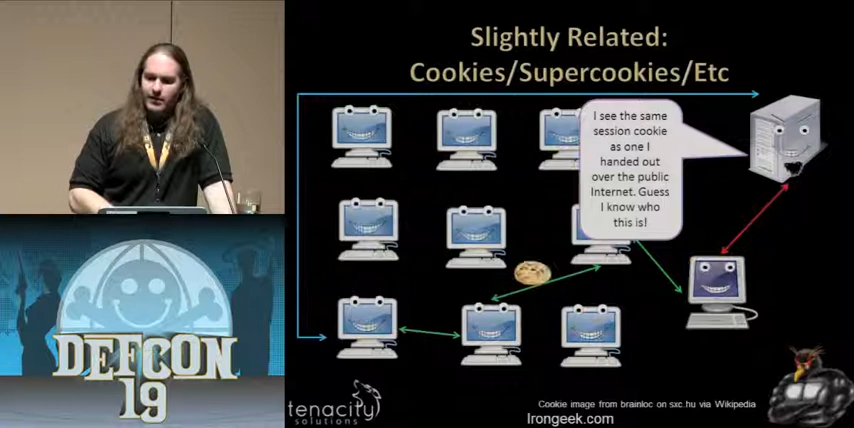 Slightly Related:
Cookies/Supercookies/Etc
I see the same
session cookie
as one I
handed out
over the public
Internet. Guess
I know who
this is!
DEFCON
19
tenacity
solutions
Cookie image from brainloc on sxc.hu via Wikipedia
Irongeek.com